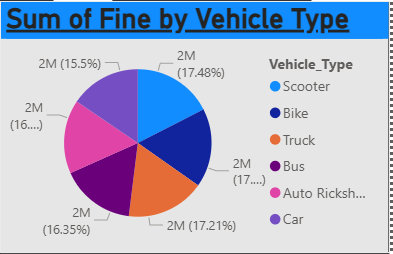 Sum of Fine by Vehicle Type
2M
(17.48%)
2M
(17....)
2M (17.21%)
2M
(16.35%)
2M
(16....)
2M (15.5%)
Vehicle_Type
Scooter
Bike
Truck
Bus
Auto Ricksh...
Car